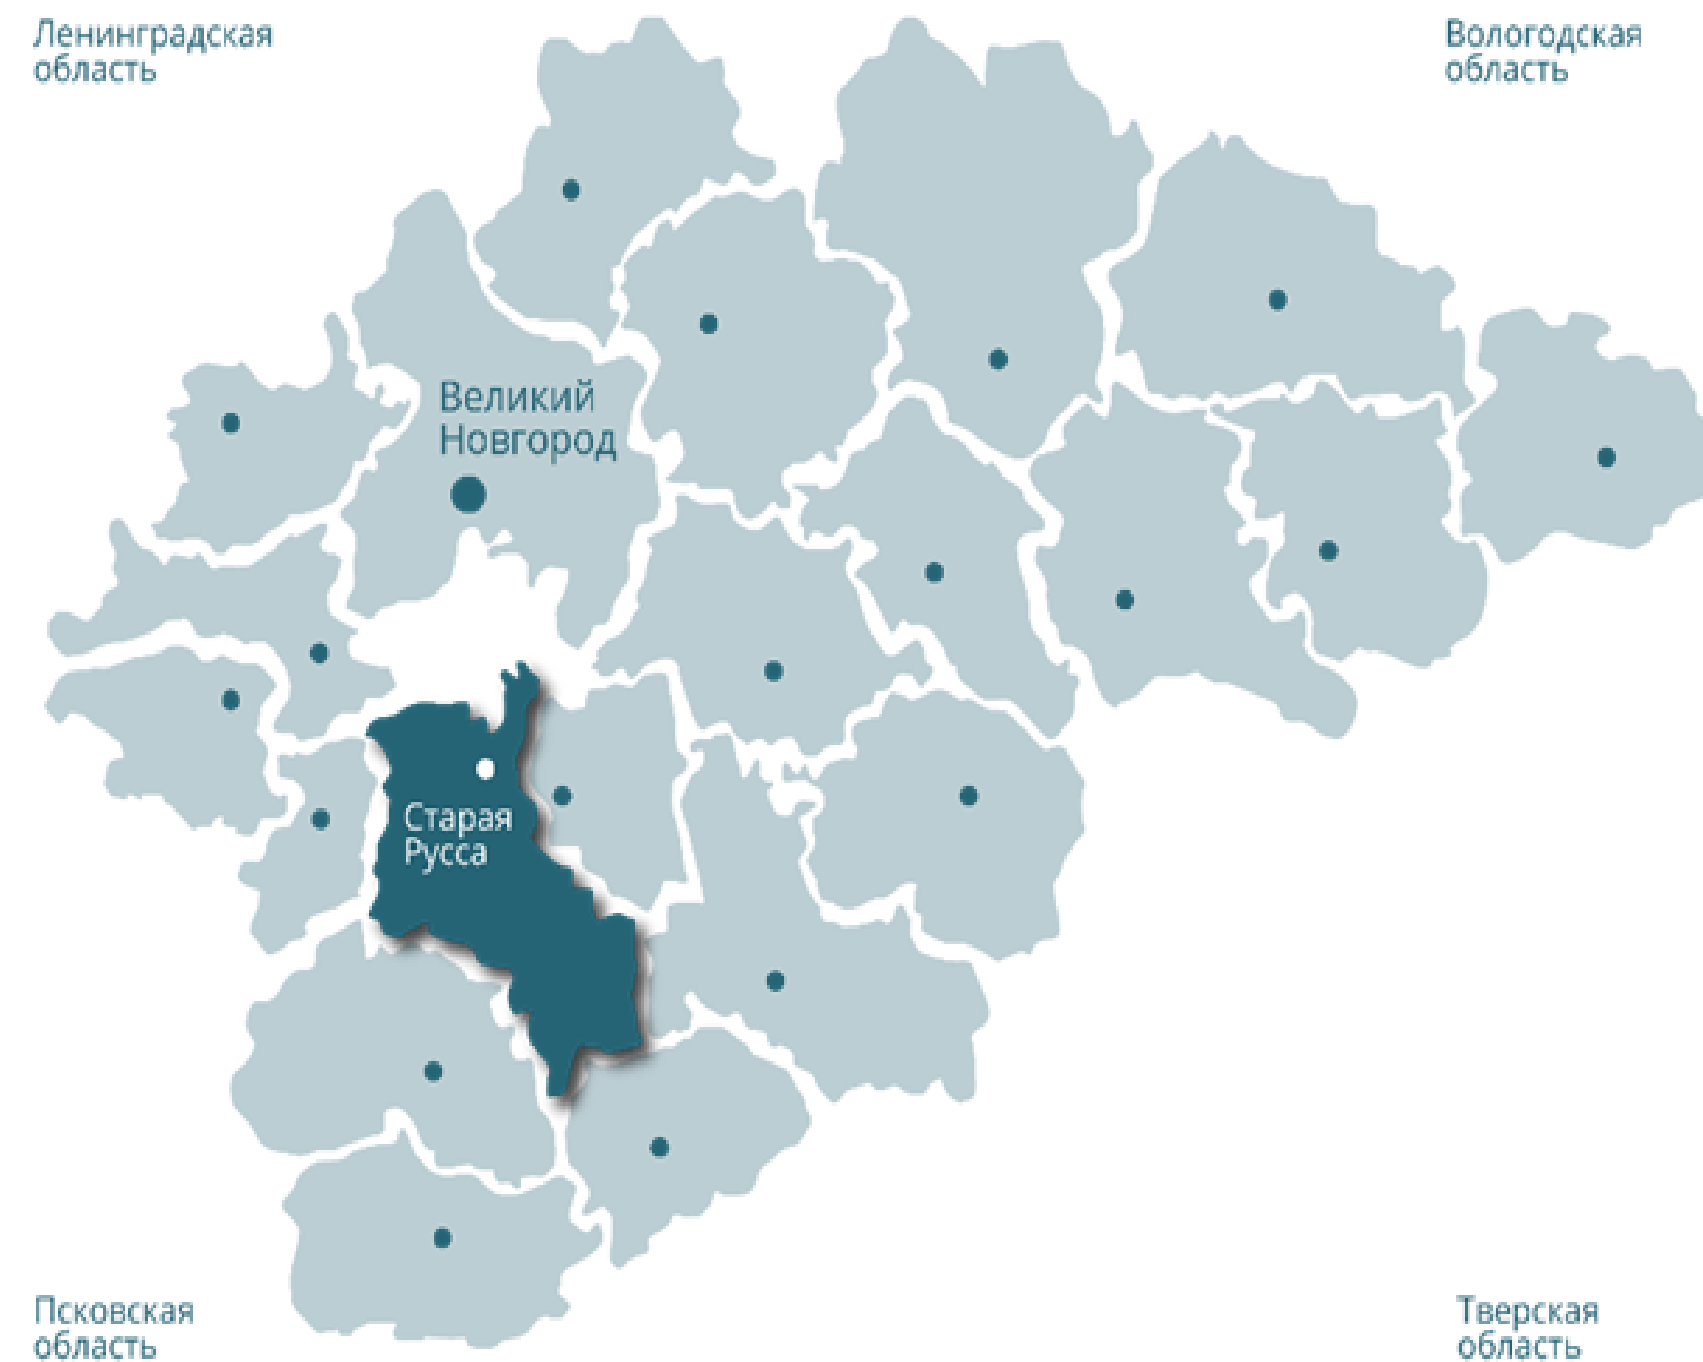 Ленинградская
область
Вологодская
область
Великий
Новгород
Старая
Русса
Псковская
область
Тверская
область